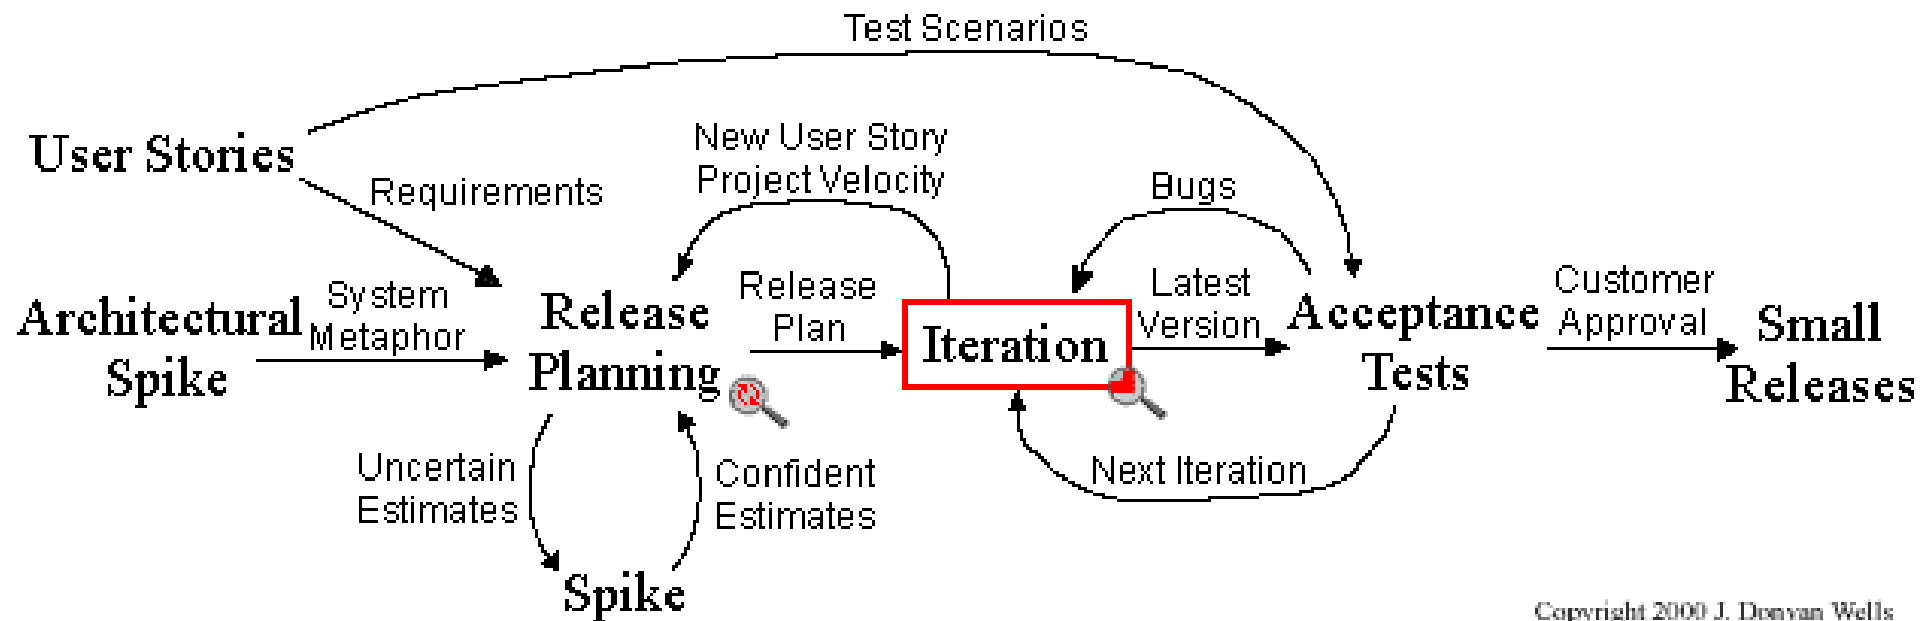 Test Scenarios
User Stories
New User Story
Project Velocity
Requirements
Bugs
Architectural
Spike
System
Metaphor
Release
Planning
Release
Plan
Iteration
Latest
Version
Acceptance
Tests
Customer
Approval
Small
Releases
Uncertain
Estimates
Confident
Estimates
Next Iteration
Spike
Copyright 2000 J. Donvan Wells